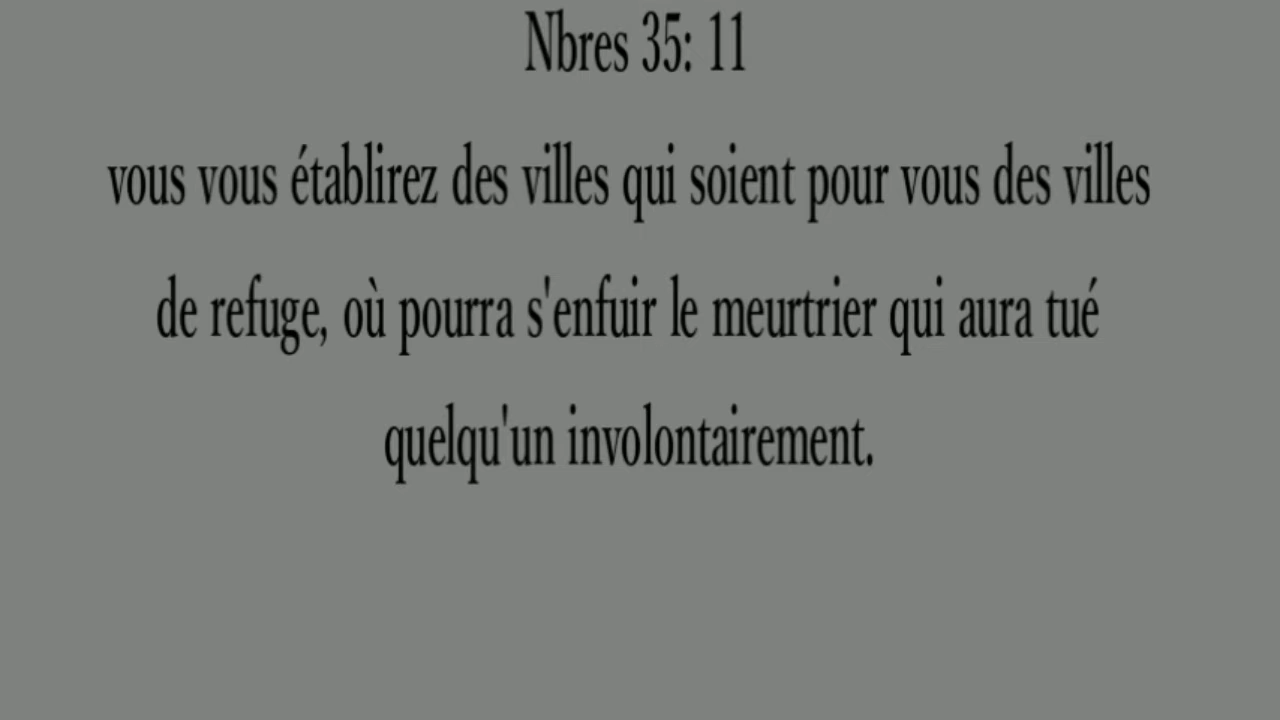 Nbres 35: 11
vous vous établirez des villes qui soient pour vous des villes
de refuge, où pourra s'enfuir le meurtrier qui aura tué
quelqu'un involontairement.